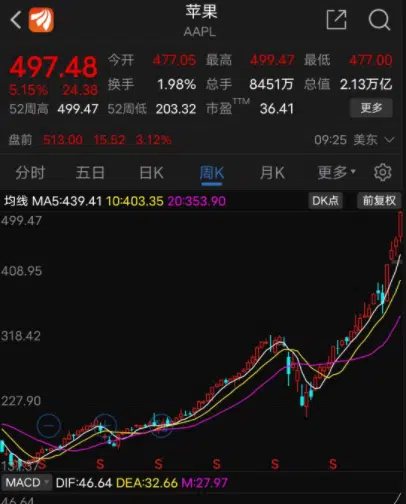 苹果
AAPL
497.48 今开 477.05 最高 499.47 最低 477.00
5.15% 24.38 换手 1.98% 总手 8451万 总值 2.13万亿
52周高 499.47 52周低 203.32 市盈TTM 36.41 更多
盘前 513.00 15.52 3.12% 09:25 美东
分时 五日 日K 周K 月K 更多
均线 MA5:439.41 10:403.35 20:353.90 DK点 前复权
499.47
408.95
318.42
227.90
S S S S S
MACD DIF:46.64 DEA:32.66 M:27.97
46.64